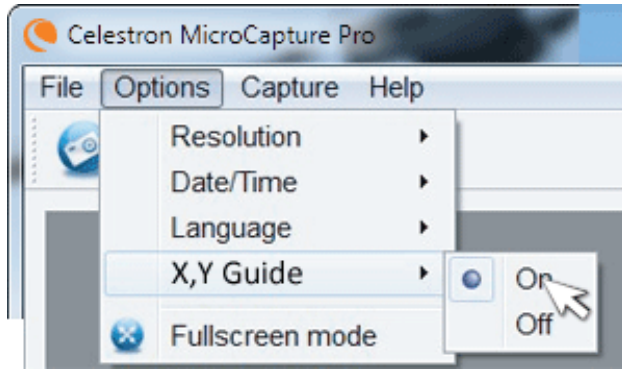 Celestron MicroCapture Pro
File Options Capture Help
Resolution
Date/Time
Language
X,Y Guide
On
Off
Fullscreen mode